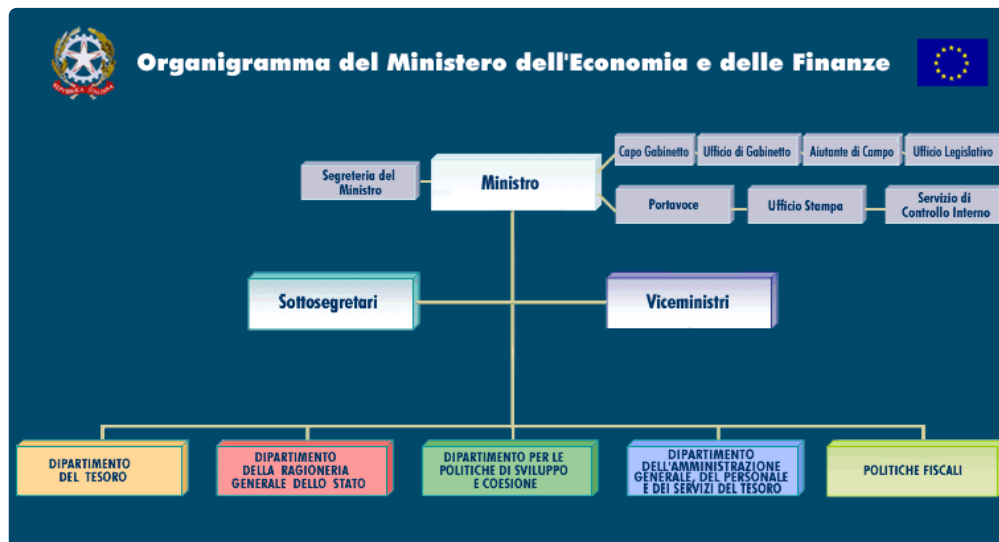 Organigramma del Ministero dell'Economia e delle Finanze
REPVBBLICA ITALIANA
Capo Gabinetto
Ufficio di Gabinetto
Aiutante di Campo
Ufficio Legislativo
Segreteria del
Ministro
Ministro
Portavoce
Ufficio Stampa
Servizio di
Controllo Interno
Sottosegretari
Viceministri
DIPARTIMENTO
DEL TESORO
DIPARTIMENTO
DELLA RAGIONERIA
GENERALE DELLO STATO
DIPARTIMENTO PER LE
POLITICHE DI SVILUPPO
E COESIONE
DIPARTIMENTO
DELL'AMMINISTRAZIONE
GENERALE, DEL PERSONALE
E DEI SERVIZI DEL TESORO
POLITICHE FISCALI